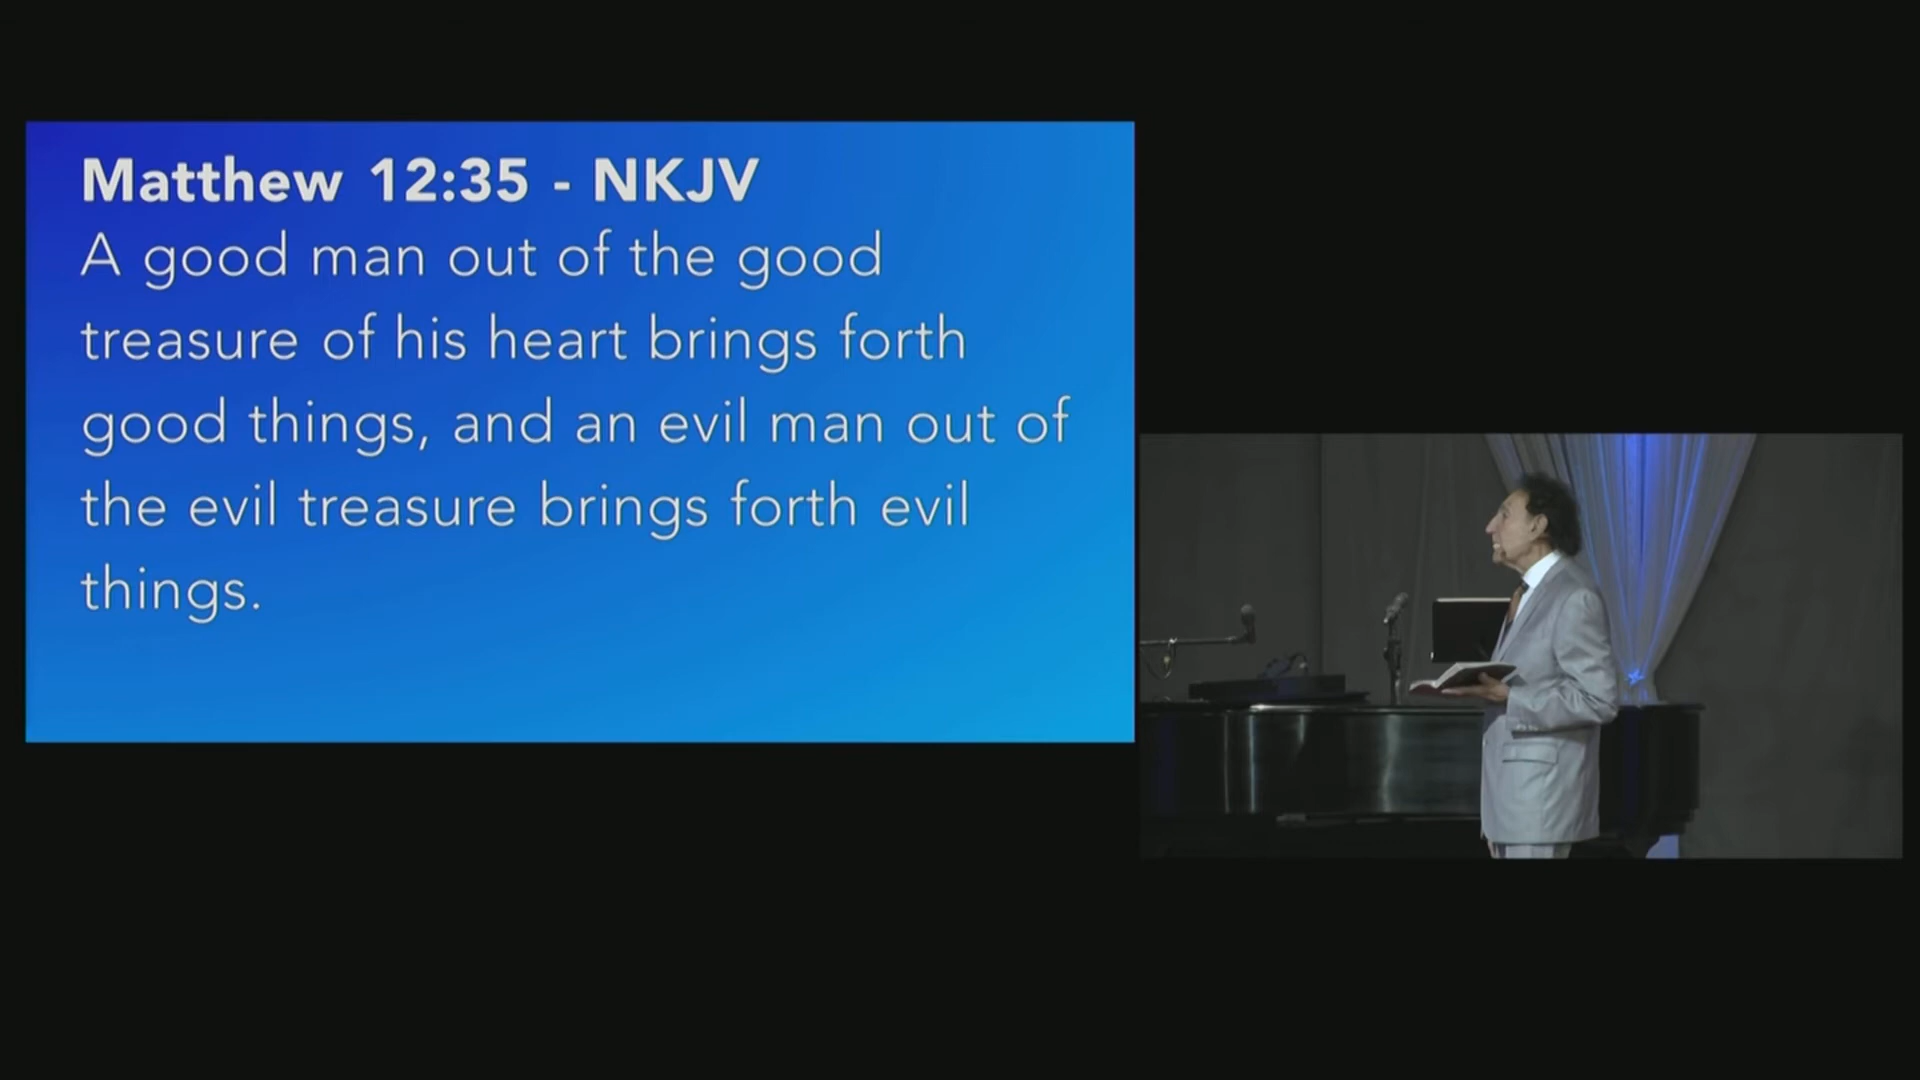 Matthew 12:35 - NKJV
A good man out of the good
treasure of his heart brings forth
good things, and an evil man out of
the evil treasure brings forth evil
things.